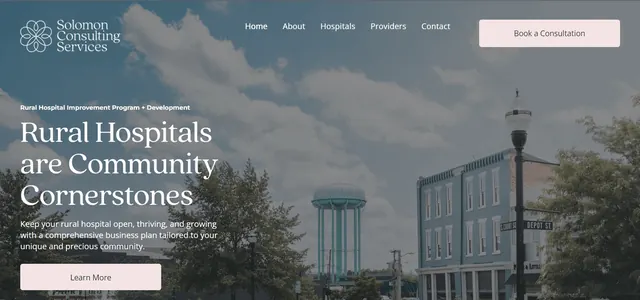 Solomon
Consulting
Services
Home About Hospitals Providers Contact
Book a Consultation
Rural Hospital Improvement Program + Development
Rural Hospitals
are Community
Cornerstones
Keep your rural hospital open, thriving, and growing
with a comprehensive business plan tailored to your
unique and precious community.
Learn More
DEPOT ST